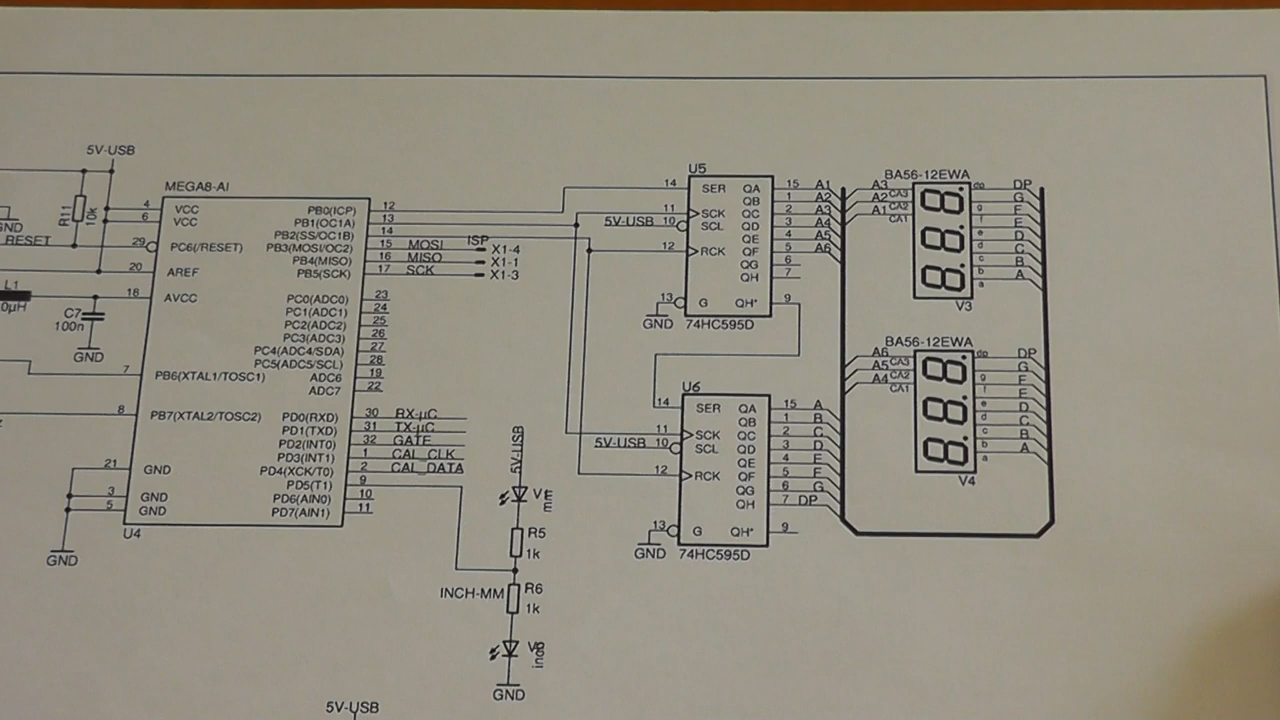 5V-USB
R11
10k
GND
RESET
L1
0µH
C7
100n
GND
MEGA8-AI
4 VCC
6 VCC
29 PC6(/RESET)
20 AREF
18 AVCC
7 PB6(XTAL1/TOSC1)
8 PB7(XTAL2/TOSC2)
21 GND
3 GND
5 GND
GND
U4
PB0(ICP) 12
PB1(OC1A) 13
PB2(SS/OC1B) 14
PB3(MOSI/OC2) 15 MOSI
PB4(MISO) 16 MISO
PB5(SCK) 17 SCK
ISP
X1-4
X1-1
X1-3
PC0(ADC0) 23
PC1(ADC1) 24
PC2(ADC2) 25
PC3(ADC3) 26
PC4(ADC4/SDA) 27
PC5(ADC5/SCL) 28
ADC6 19
ADC7 22
PD0(RXD) 30 RX-µC
PD1(TXD) 31 TX-µC
PD2(INT0) 32 GATE
PD3(INT1) 1 CAL_CLK
PD4(XCK/T0) 2 CAL_DATA
PD5(T1) 9
PD6(AIN0) 10
PD7(AIN1) 11
5V-USB
R5
1k
INCH-MM
R6
1k
GND
5V-USB
U5
14 SER
11 SCK
5V-USB 10 SCL
12 RCK
13 G
GND
QA 15 A1
QB 1 A2
QC 2 A3
QD 3 A4
QE 4 A5
QF 5 A6
QG 6
QH 7
QH* 9
74HC595D
U6
14 SER
11 SCK
5V-USB 10 SCL
12 RCK
13 G
GND
QA 15 A
QB 1 B
QC 2 C
QD 3 D
QE 4 E
QF 5 F
QG 6 G
QH 7 DP
QH* 9
74HC595D
BA56-12EWA
A3 CA3
A2 CA2
A1 CA1
8.8.8.
dp DP
g G
f F
e E
d D
c C
b B
a A
V3
BA56-12EWA
A6 CA3
A5 CA2
A4 CA1
8.8.8.
dp DP
g G
f F
e E
d D
c C
b B
a A
V4